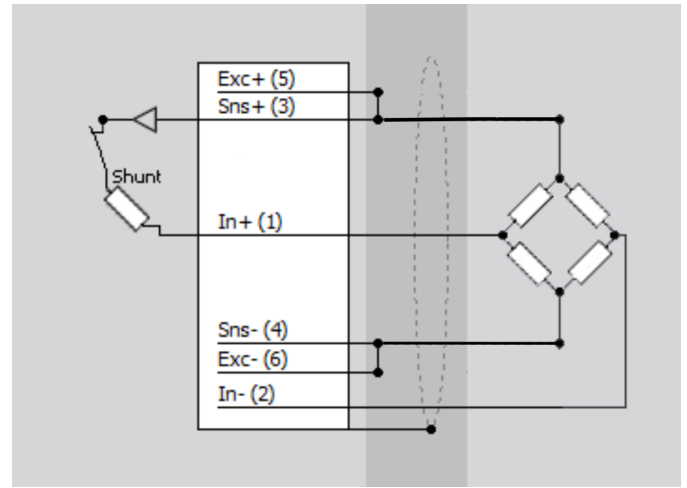 Exc+ (5)
Sns+ (3)
Shunt
In+ (1)
Sns- (4)
Exc- (6)
In- (2)